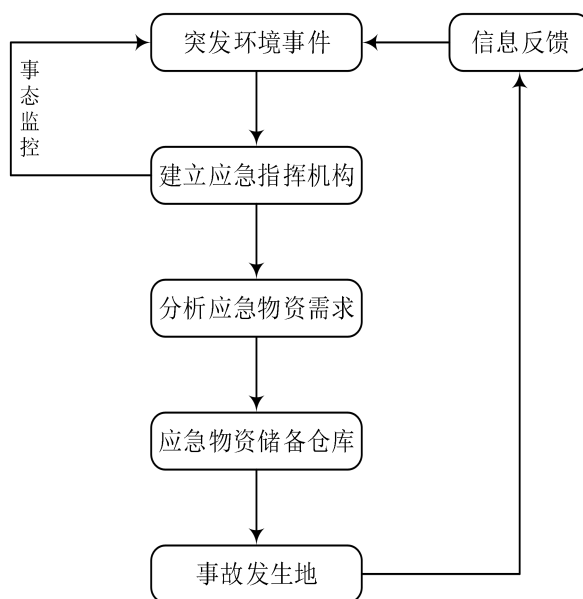 突发环境事件
信息反馈
事态监控
建立应急指挥机构
分析应急物资需求
应急物资储备仓库
事故发生地